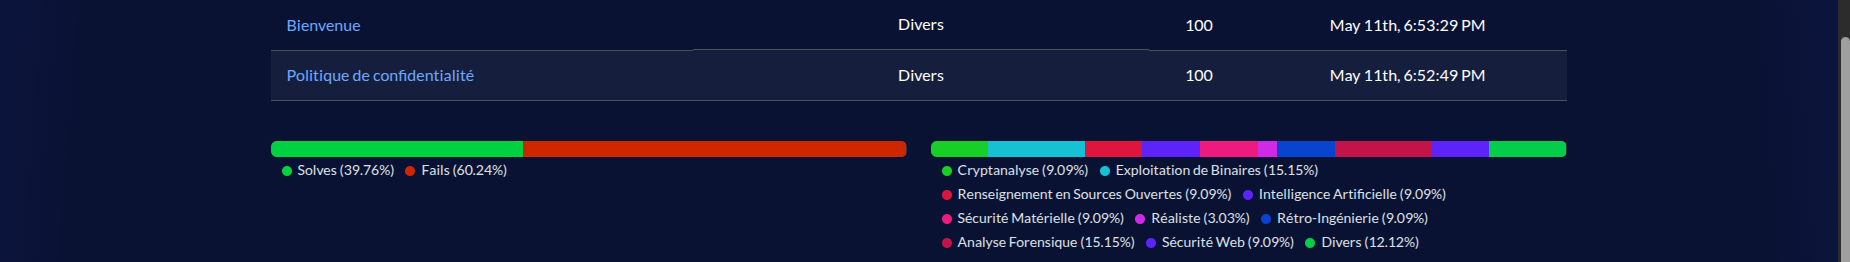 Bienvenue Divers 100 May 11th, 6:53:29 PM
Politique de confidentialité Divers 100 May 11th, 6:52:49 PM
Solves (39.76%) Fails (60.24%)
Cryptanalyse (9.09%) Exploitation de Binaires (15.15%)
Renseignement en Sources Ouvertes (9.09%) Intelligence Artificielle (9.09%)
Sécurité Matérielle (9.09%) Réaliste (3.03%) Rétro-Ingénierie (9.09%)
Analyse Forensique (15.15%) Sécurité Web (9.09%) Divers (12.12%)